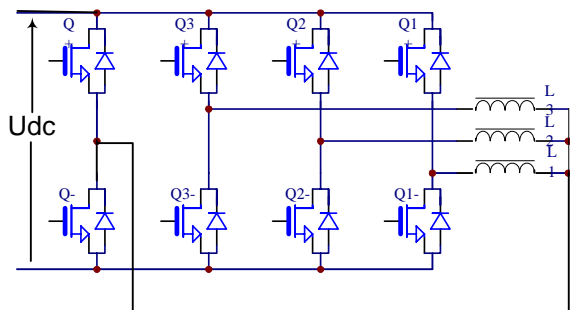 Q Q3 Q2 Q1
+ + + +
L
3
L
2
L
1
Udc
Q- Q3- Q2- Q1-